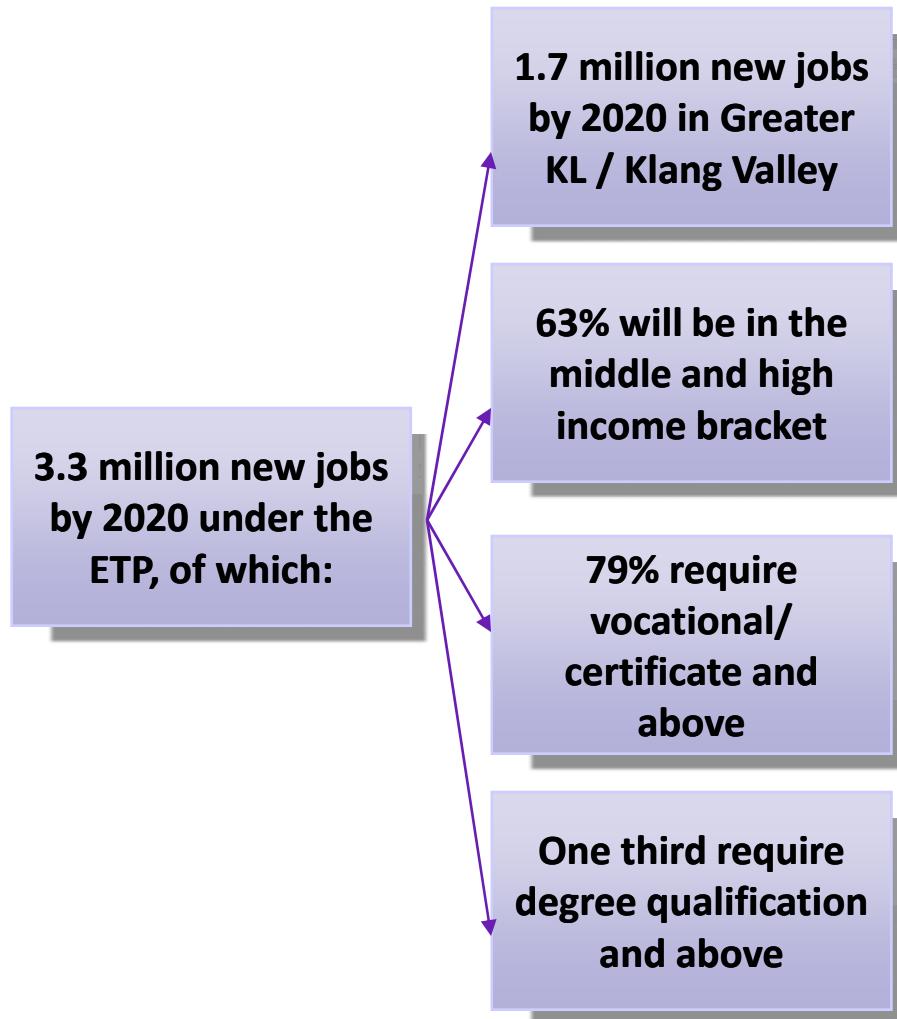 3.3 million new jobs
by 2020 under the
ETP, of which:
1.7 million new jobs
by 2020 in Greater
KL / Klang Valley
63% will be in the
middle and high
income bracket
79% require
vocational/
certificate and
above
One third require
degree qualification
and above